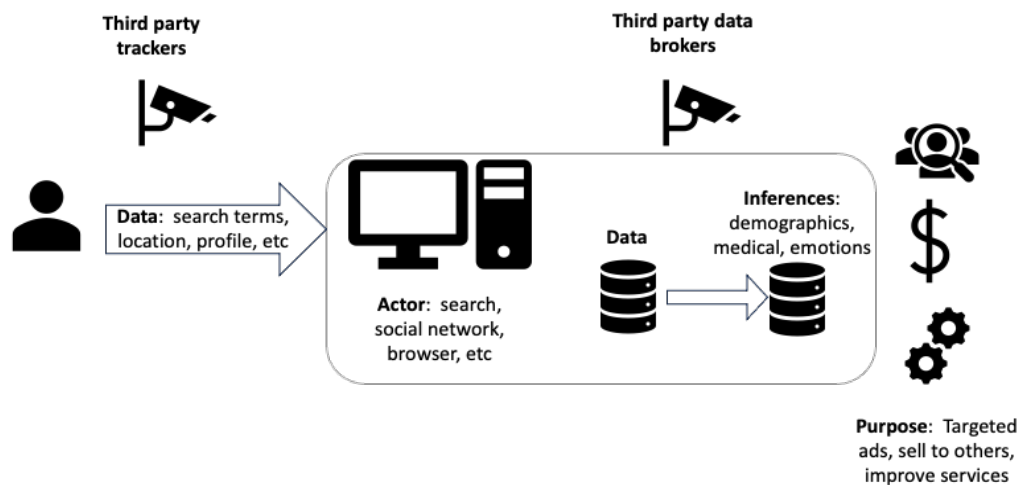 Third party
trackers
Third party data
brokers
Data: search terms,
location, profile, etc
Actor: search,
social network,
browser, etc
Data
Inferences:
demographics,
medical, emotions
$
Purpose: Targeted
ads, sell to others,
improve services